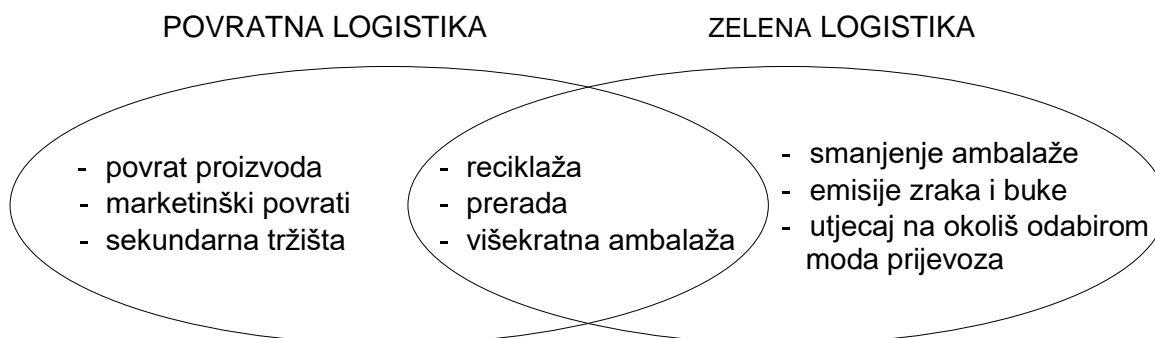 POVRATNA LOGISTIKA
ZELENA LOGISTIKA
- povrat proizvoda
- marketinški povrati
- sekundarna tržišta
- reciklaža
- prerada
- višekratna ambalaža
- smanjenje ambalaže
- emisije zraka i buke
- utjecaj na okoliš odabirom
moda prijevoza